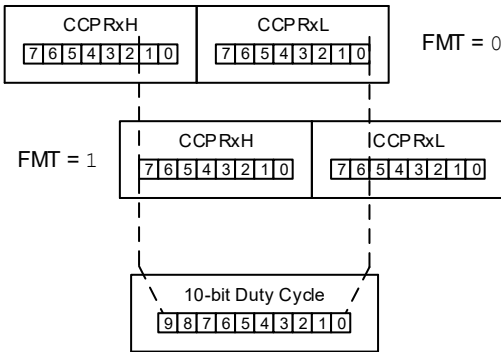 CCPRxH CCPRxL
7 6 5 4 3 2 1 0 7 6 5 4 3 2 1 0 FMT = 0
CCPRxH CCPRxL
FMT = 1 7 6 5 4 3 2 1 0 7 6 5 4 3 2 1 0
10-bit Duty Cycle
9 8 7 6 5 4 3 2 1 0